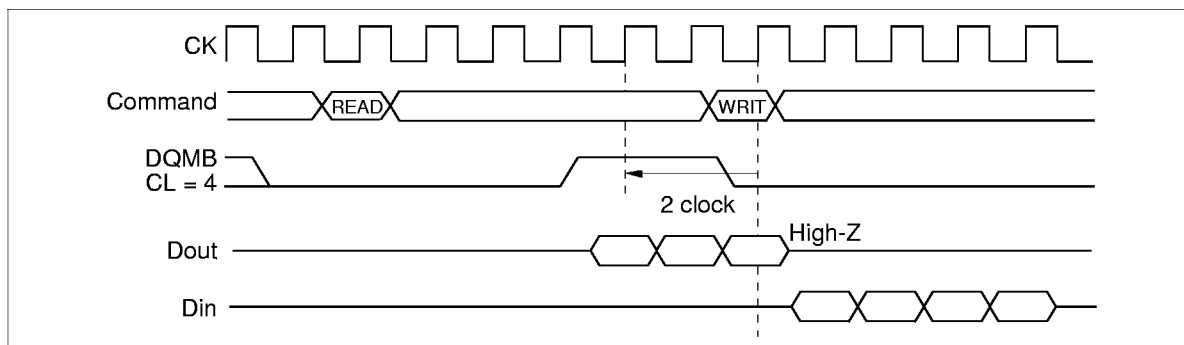 CK
Command
READ
WRIT
DQMB
CL = 4
2 clock
High-Z
Dout
Din